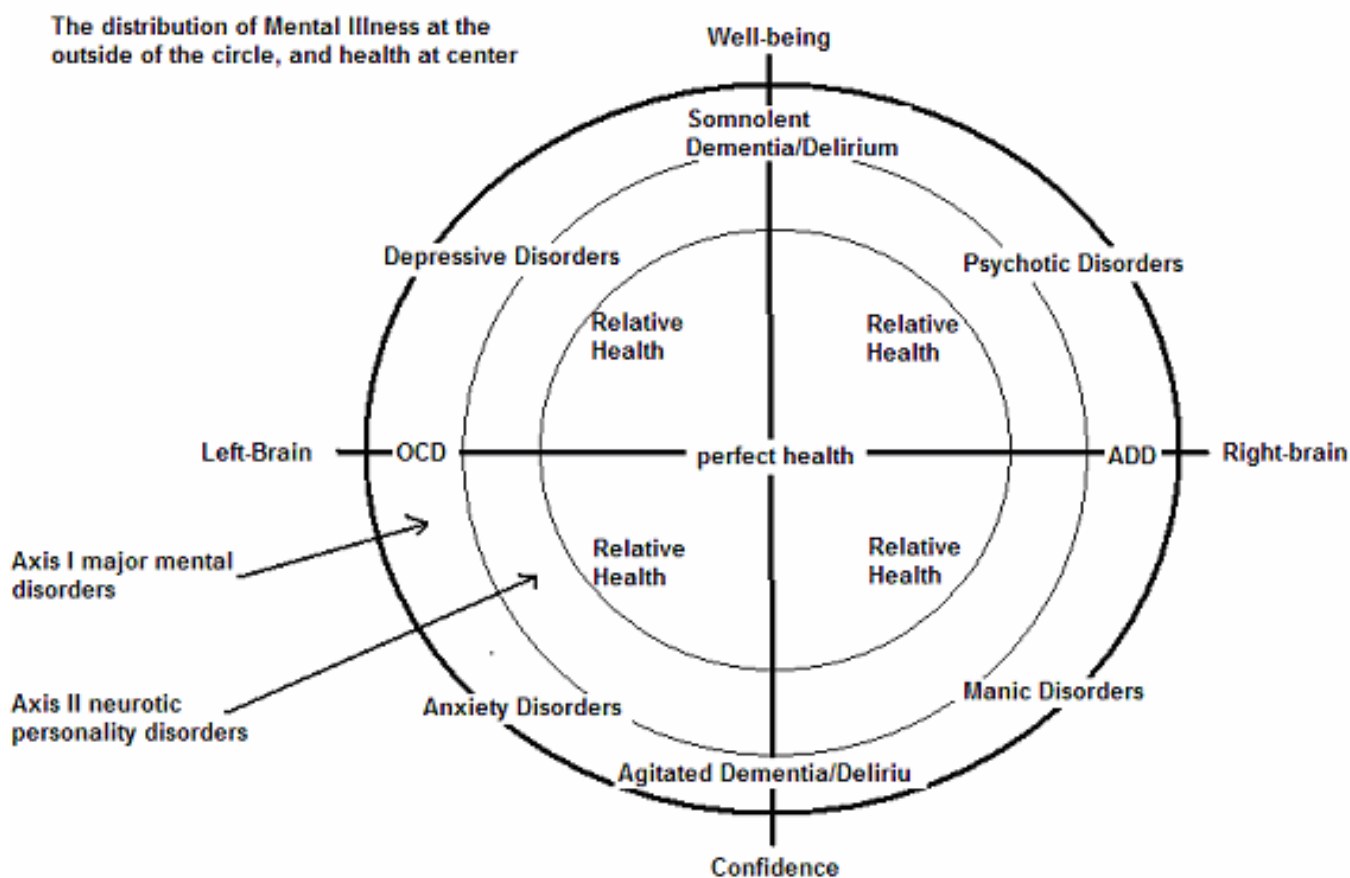 The distribution of Mental Illness at the
outside of the circle, and health at center
Well-being
Somnolent
Dementia/Delirium
Depressive Disorders
Psychotic Disorders
Relative
Health
Relative
Health
Left-Brain
OCD
perfect health
ADD
Right-brain
Axis I major mental
disorders
Relative
Health
Relative
Health
Axis II neurotic
personality disorders
Anxiety Disorders
Manic Disorders
Agitated Dementia/Deliriu
Confidence